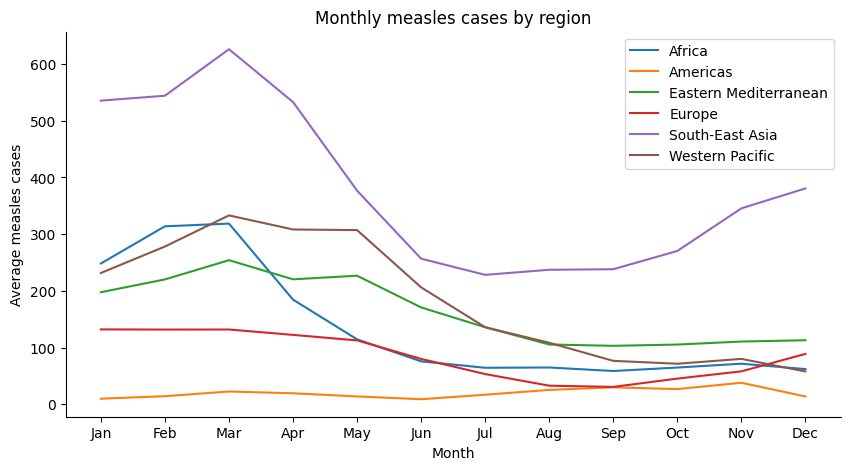 Monthly measles cases by region
Africa
Americas
Eastern Mediterranean
Europe
South-East Asia
Western Pacific
Average measles cases
600
500
400
300
200
100
0
Jan Feb Mar Apr May Jun Jul Aug Sep Oct Nov Dec
Month